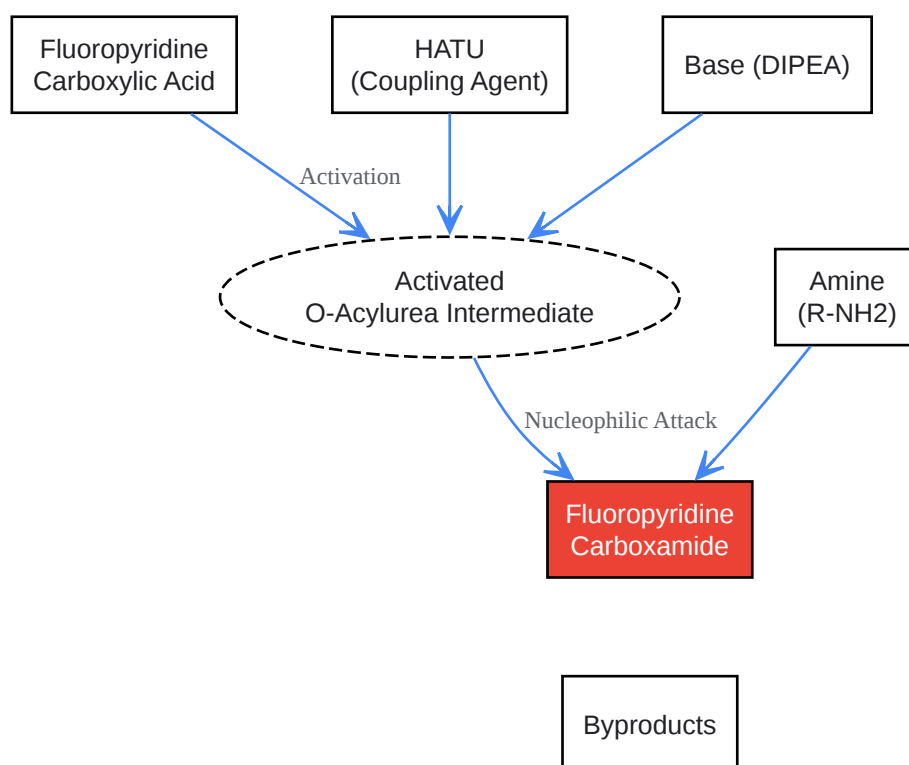 Fluoropyridine
Carboxylic Acid
HATU
(Coupling Agent)
Base (DIPEA)
Activation
Activated
O-Acylurea Intermediate
Amine
(R-NH2)
Nucleophilic Attack
Fluoropyridine
Carboxamide
Byproducts